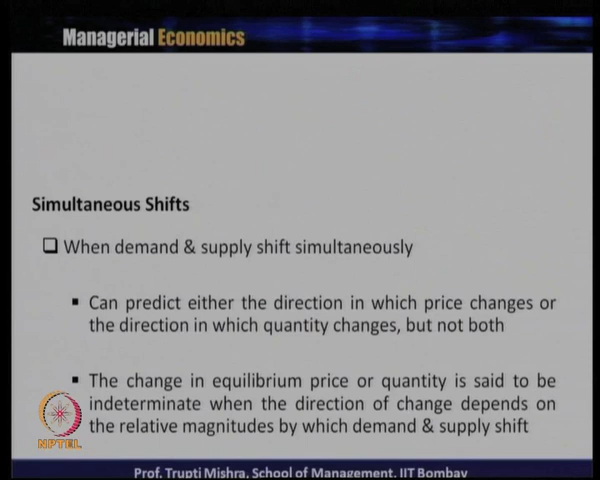 Managerial Economics
Simultaneous Shifts
When demand & supply shift simultaneously
Can predict either the direction in which price changes or
the direction in which quantity changes, but not both
The change in equilibrium price or quantity is said to be
indeterminate when the direction of change depends on
the relative magnitudes by which demand & supply shift
NPTEL
Prof. Trupti Mishra, School of Management, IIT Bombay